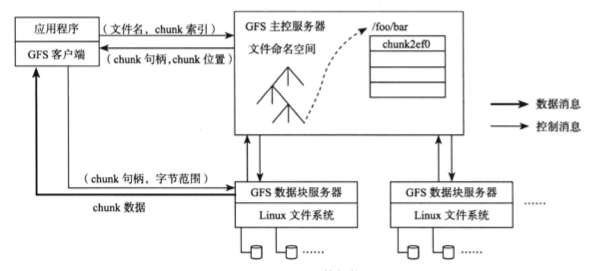 应用程序
GFS 客户端
（文件名，chunk 索引）
（chunk 句柄，chunk 位置）
GFS 主控服务器
文件命名空间
/foo/bar
chunk2ef0
数据消息
控制消息
（chunk 句柄，字节范围）
chunk 数据
GFS 数据块服务器
Linux 文件系统
……
GFS 数据块服务器
Linux 文件系统
……
……